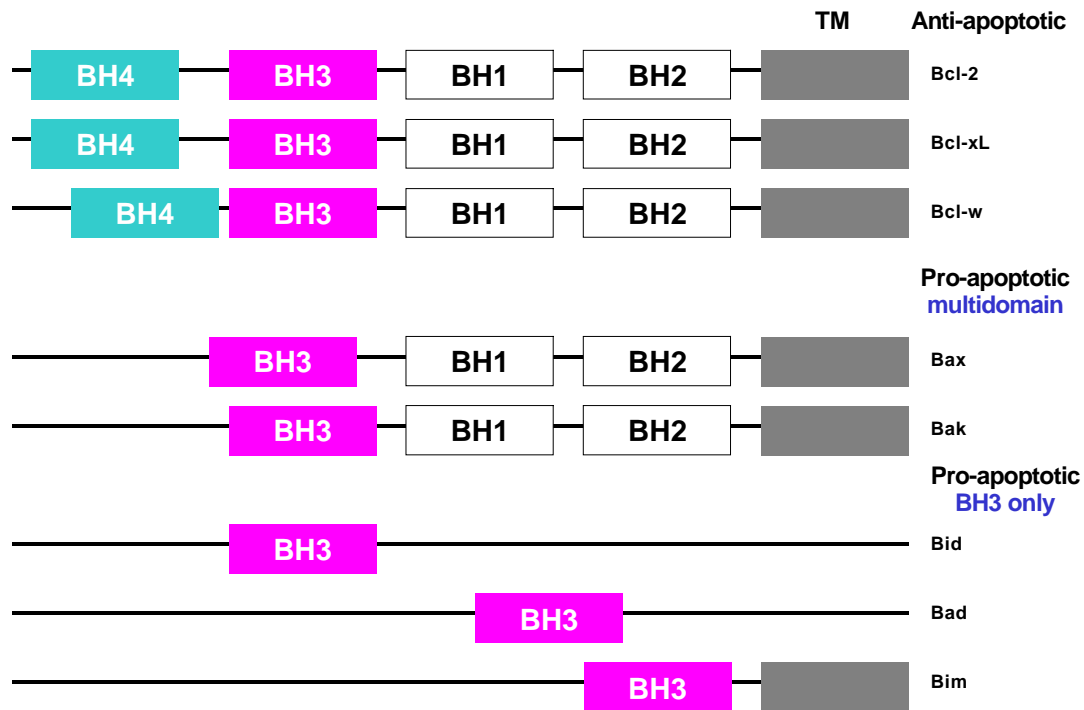 TM Anti-apoptotic
BH4 BH3 BH1 BH2 Bcl-2
BH4 BH3 BH1 BH2 Bcl-xL
BH4 BH3 BH1 BH2 Bcl-w
Pro-apoptotic
multidomain
BH3 BH1 BH2 Bax
BH3 BH1 BH2 Bak
Pro-apoptotic
BH3 only
BH3 Bid
BH3 Bad
BH3 Bim